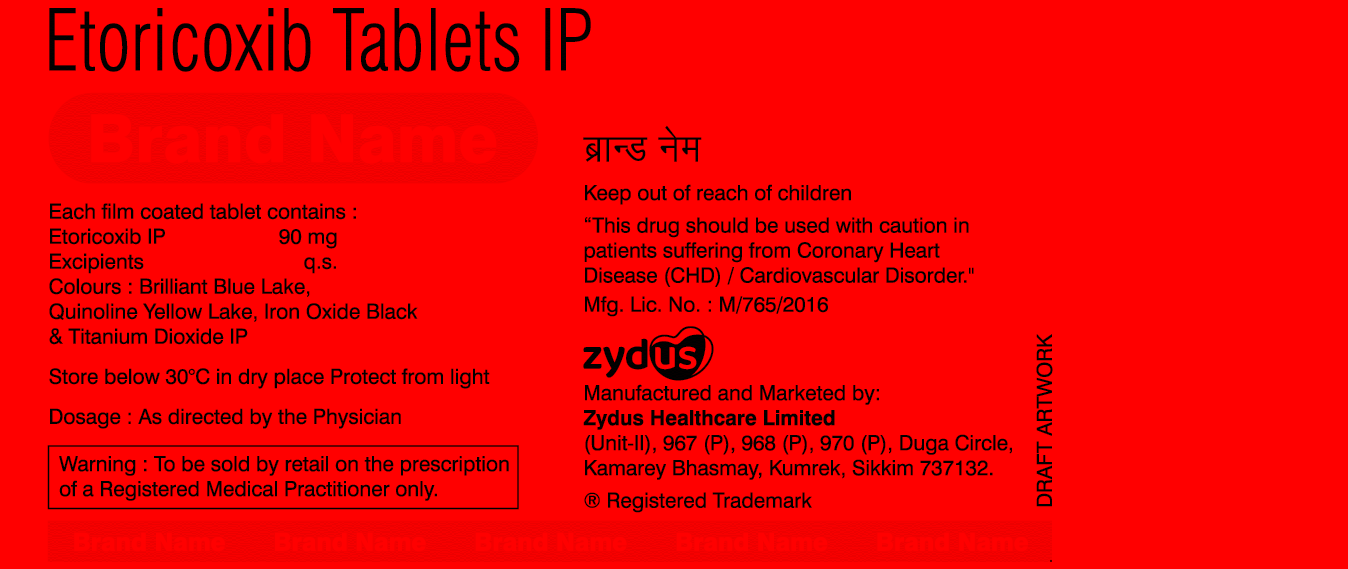 Etoricoxib Tablets IP
Brand Name
Each film coated tablet contains :
Etoricoxib IP 90 mg
Excipients q.s.
Colours : Brilliant Blue Lake,
Quinoline Yellow Lake, Iron Oxide Black
& Titanium Dioxide IP
Store below 30°C in dry place Protect from light
Dosage : As directed by the Physician
Warning : To be sold by retail on the prescription
of a Registered Medical Practitioner only.
ब्रान्ड नेम
Keep out of reach of children
"This drug should be used with caution in
patients suffering from Coronary Heart
Disease (CHD) / Cardiovascular Disorder."
Mfg. Lic. No. : M/765/2016
zydus
Manufactured and Marketed by:
Zydus Healthcare Limited
(Unit-II), 967 (P), 968 (P), 970 (P), Duga Circle,
Kamarey Bhasmay, Kumrek, Sikkim 737132.
® Registered Trademark
DRAFT ARTWORK
Brand Name Brand Name Brand Name Brand Name Brand Name